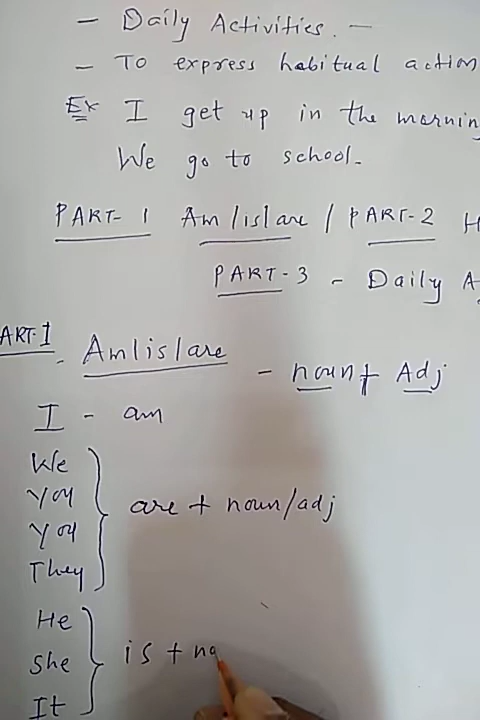 - Daily Activities. -
- To express habitual action
Ex I get up in the mornin
We go to school.
PART-1 Am/is/are / PART-2 H
PART-3 - Daily A
ART-1 - Am/is/are - noun + Adj
I - am
We
You
You
They
are + noun/adj
He
She
It
is + no